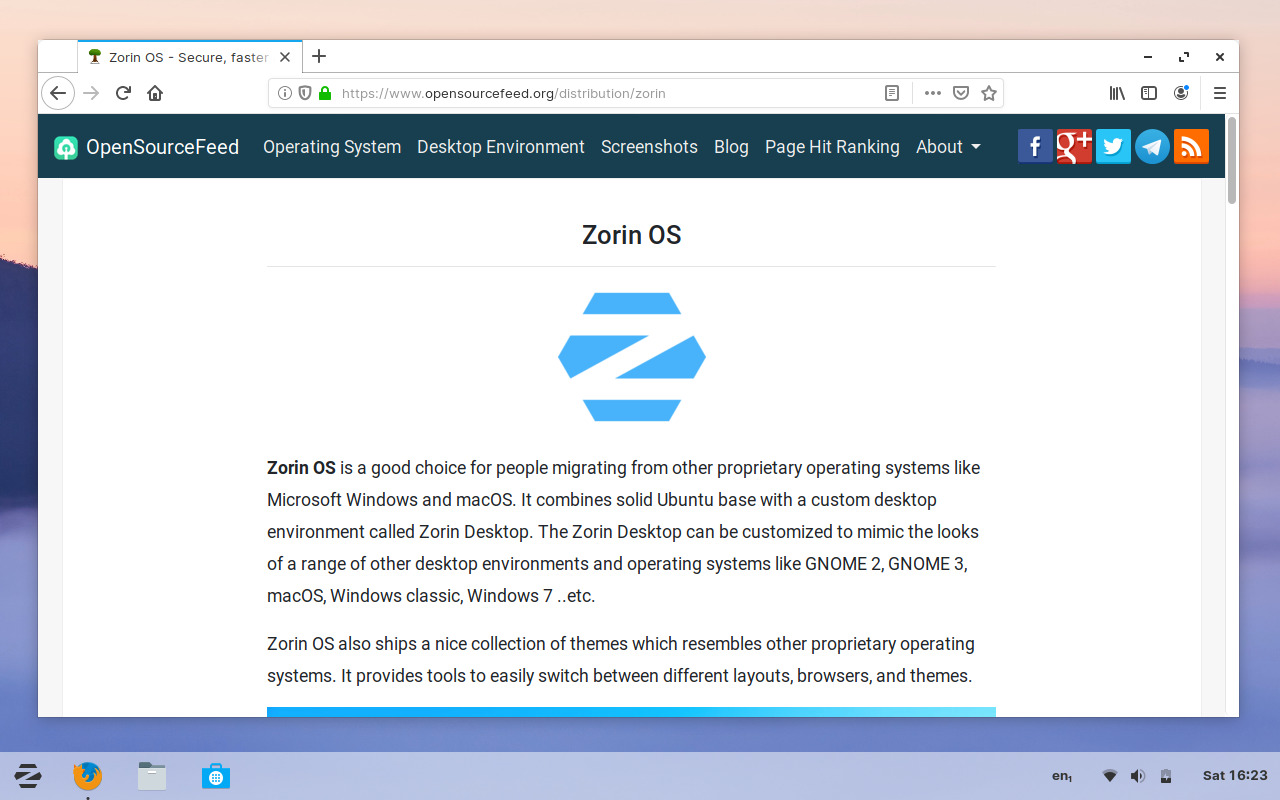 Zorin OS - Secure, faster
https://www.opensourcefeed.org/distribution/zorin
OpenSourceFeed Operating System Desktop Environment Screenshots Blog Page Hit Ranking About
Zorin OS
Zorin OS is a good choice for people migrating from other proprietary operating systems like
Microsoft Windows and macOS. It combines solid Ubuntu base with a custom desktop
environment called Zorin Desktop. The Zorin Desktop can be customized to mimic the looks
of a range of other desktop environments and operating systems like GNOME 2, GNOME 3,
macOS, Windows classic, Windows 7 ..etc.
Zorin OS also ships a nice collection of themes which resembles other proprietary operating
systems. It provides tools to easily switch between different layouts, browsers, and themes.
en₁ Sat 16:23